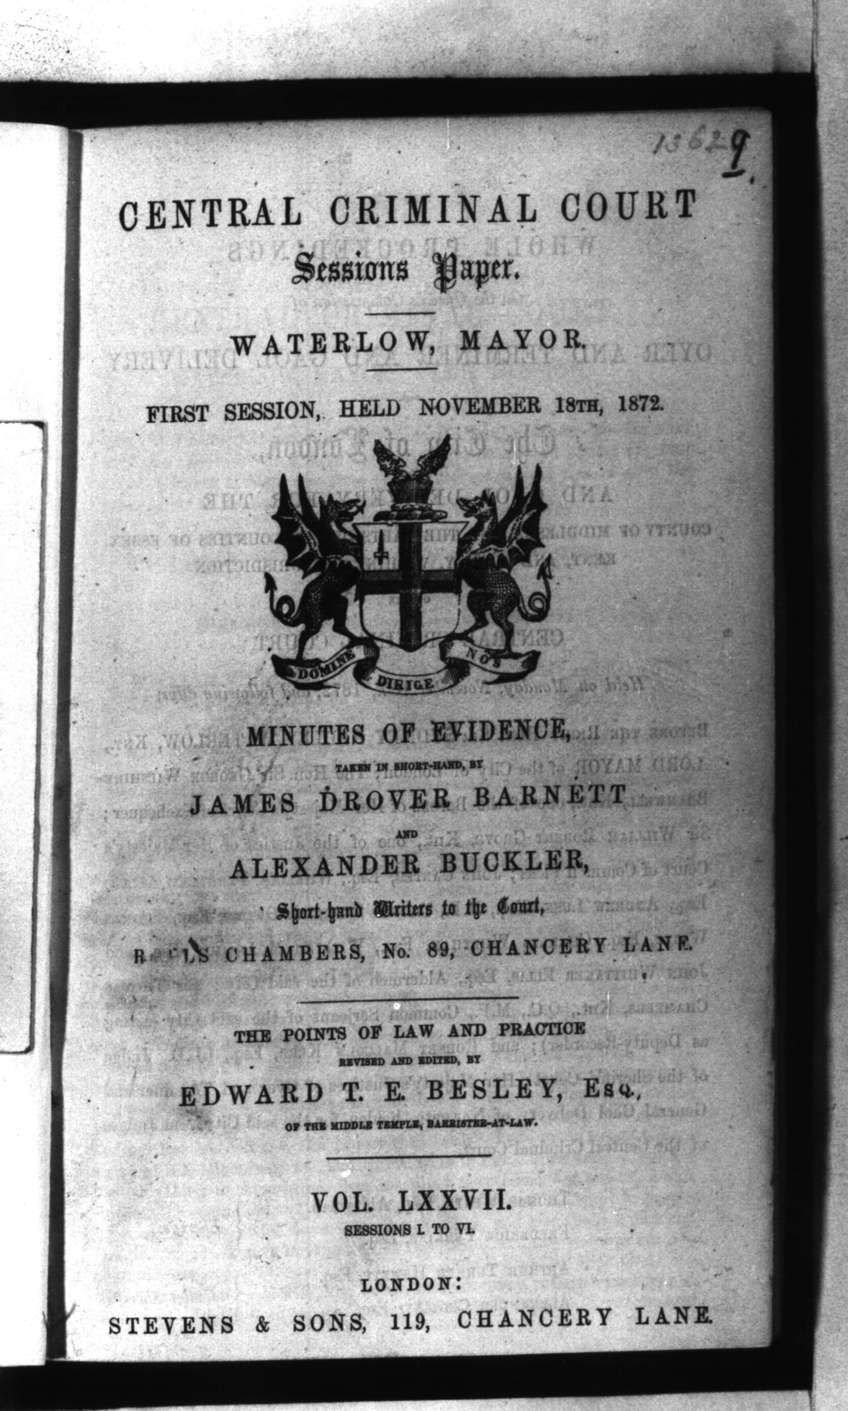 13629.
CENTRAL CRIMINAL COURT
Sessions Paper.
WATERLOW, MAYOR.
FIRST SESSION, HELD NOVEMBER 18TH, 1872.
DOMINE DIRIGE NOS
MINUTES OF EVIDENCE,
TAKEN IN SHORT-HAND, BY
JAMES DROVER BARNETT
AND
ALEXANDER BUCKLER,
Short-hand Writers to the Court,
CHAMBERS, No. 89, CHANCERY LANE.
THE POINTS OF LAW AND PRACTICE
REVISED AND EDITED, BY
EDWARD T. E. BESLEY, Esq.,
OF THE MIDDLE TEMPLE, BARRISTER-AT-LAW.
VOL. LXXVII.
SESSIONS I. TO VI.
LONDON:
STEVENS & SONS, 119, CHANCERY LANE.